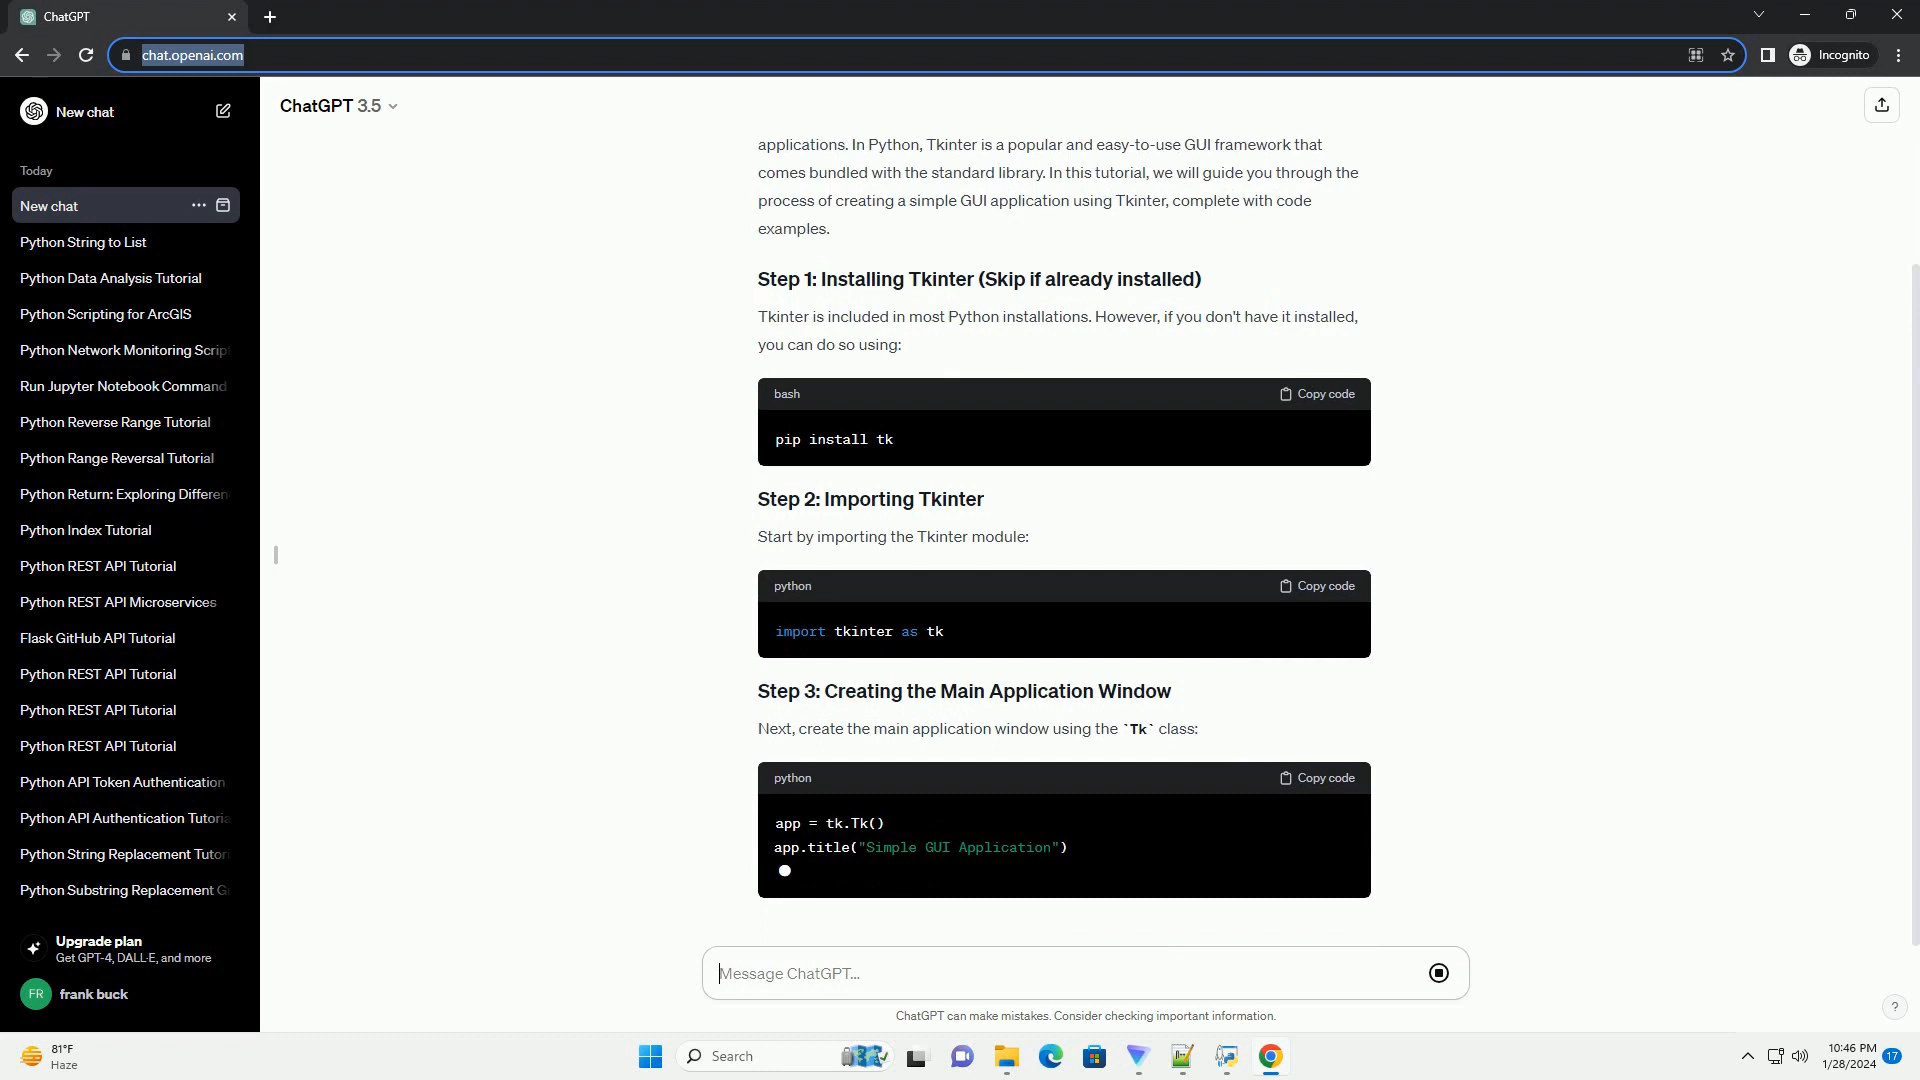 ChatGPT
chat.openai.com
Incognito
New chat
Today
New chat
Python String to List
Python Data Analysis Tutorial
Python Scripting for ArcGIS
Python Network Monitoring Scrip
Run Jupyter Notebook Command
Python Reverse Range Tutorial
Python Range Reversal Tutorial
Python Return: Exploring Differen
Python Index Tutorial
Python REST API Tutorial
Python REST API Microservices
Flask GitHub API Tutorial
Python REST API Tutorial
Python REST API Tutorial
Python REST API Tutorial
Python API Token Authentication
Python API Authentication Tutoria
Python String Replacement Tutori
Python Substring Replacement G
Upgrade plan
Get GPT-4, DALL·E, and more
FR
frank buck
ChatGPT 3.5
applications. In Python, Tkinter is a popular and easy-to-use GUI framework that
comes bundled with the standard library. In this tutorial, we will guide you through the
process of creating a simple GUI application using Tkinter, complete with code
examples.
Step 1: Installing Tkinter (Skip if already installed)
Tkinter is included in most Python installations. However, if you don't have it installed,
you can do so using:
bash Copy code
pip install tk
Step 2: Importing Tkinter
Start by importing the Tkinter module:
python Copy code
import tkinter as tk
Step 3: Creating the Main Application Window
Next, create the main application window using the `Tk` class:
python Copy code
app = tk.Tk()
app.title("Simple GUI Application")
Message ChatGPT...
ChatGPT can make mistakes. Consider checking important information.
?
81°F
Haze
Search
10:46 PM
1/28/2024
17